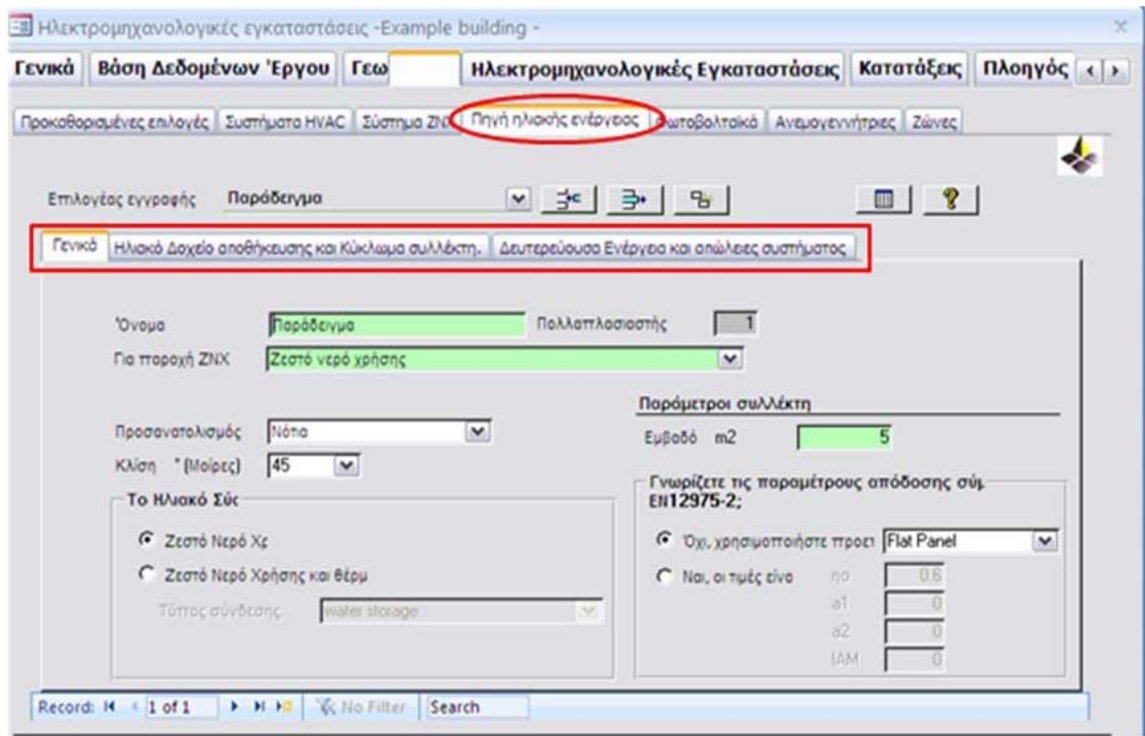 Ηλεκτρομηχανολογικές εγκαταστάσεις -Example building -
Γενικά Βάση Δεδομένων Έργου Γεω Ηλεκτρομηχανολογικές Εγκαταστάσεις Κατατάξεις Πλοηγός
Προκαθορισμένες επιλογές Συστήματα HVAC Σύστημα ΖΝΧ Πηγή ηλιακής ενέργειας Φωτοβολταϊκά Ανεμογεννήτριες Ζώνες
Επιλογέας εγγραφής Παράδειγμα
Γενικά Ηλιακό Δοχείο αποθήκευσης και Κύκλωμα συλλέκτη. Δευτερεύουσα Ενέργεια και απώλειες συστήματος
Όνομα Παράδειγμα Πολλαπλασιαστής 1
Για παροχή ΖΝΧ Ζεστό νερό χρήσης
Παράμετροι συλλέκτη
Προσανατολισμός Νότια Εμβαδό m2 5
Κλίση ° (Μοίρες) 45
Γνωρίζετε τις παραμέτρους απόδοσης σύμ
EN12975-2;
Το Ηλιακό Σύσ
Ζεστό Νερό Χρ Όχι, χρησιμοποιήστε προεπ Flat Panel
Ζεστό Νερό Χρήσης και θέρμ Ναι, οι τιμές είνα ηο 0.6
Τύπος σύνδεσης. water storage a1 0
a2 0
IAM 0
Record: 1 of 1 No Filter Search